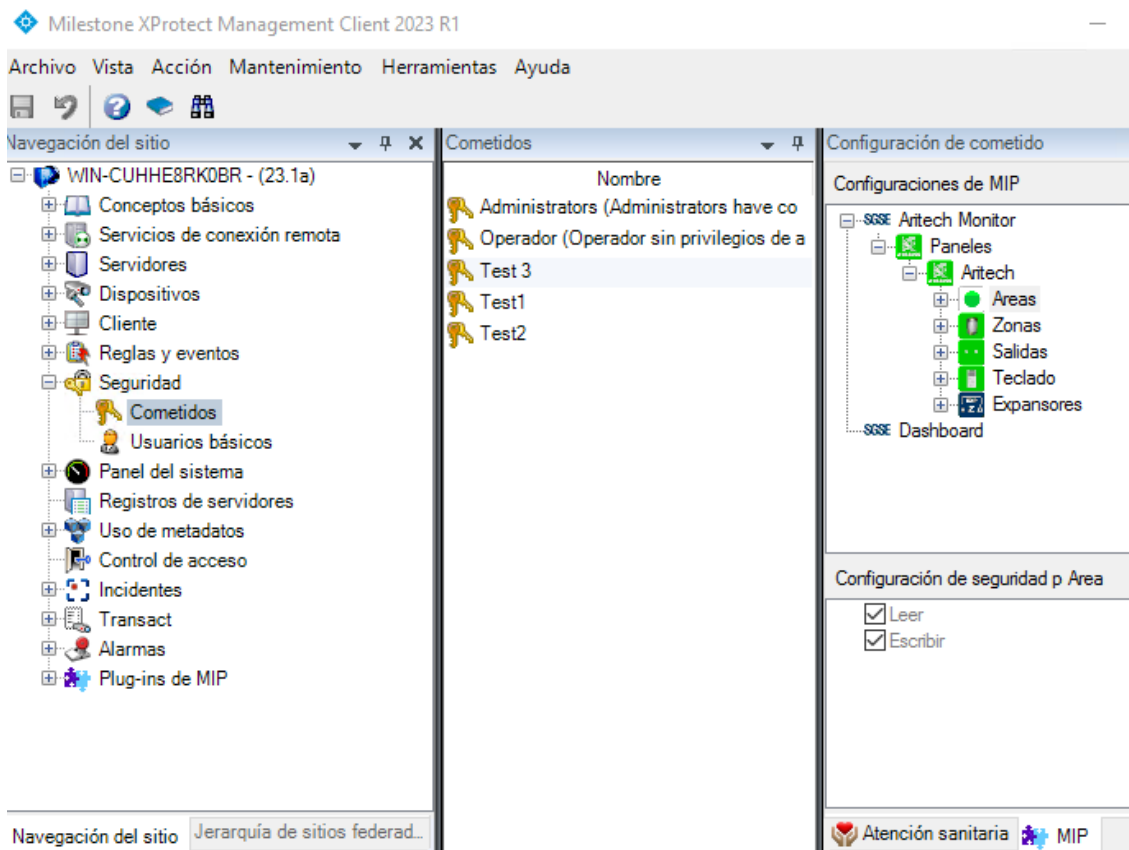 Milestone XProtect Management Client 2023 R1
Archivo Vista Acción Mantenimiento Herramientas Ayuda
Navegación del sitio
WIN-CUHHE8RK0BR - (23.1a)
Conceptos básicos
Servicios de conexión remota
Servidores
Dispositivos
Cliente
Reglas y eventos
Seguridad
Cometidos
Usuarios básicos
Panel del sistema
Registros de servidores
Uso de metadatos
Control de acceso
Incidentes
Transact
Alarmas
Plug-ins de MIP
Navegación del sitio
Jerarquía de sitios federad...
Cometidos
Nombre
Administrators (Administrators have co
Operador (Operador sin privilegios de a
Test 3
Test1
Test2
Configuración de cometido
Configuraciones de MIP
SGSE Aritech Monitor
Paneles
Aritech
Areas
Zonas
Salidas
Teclado
Expansores
SGSE Dashboard
Configuración de seguridad p Area
Leer
Escribir
Atención sanitaria
MIP